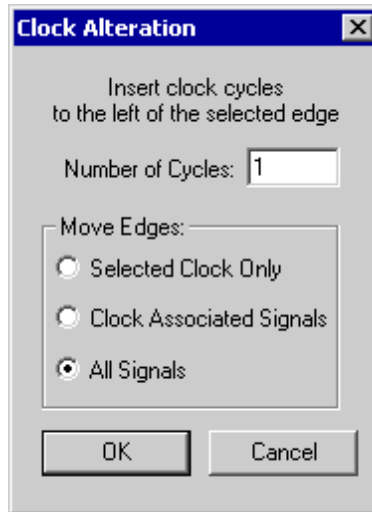 Clock Alteration
Insert clock cycles
to the left of the selected edge
Number of Cycles: 1
Move Edges:
Selected Clock Only
Clock Associated Signals
All Signals
OK Cancel